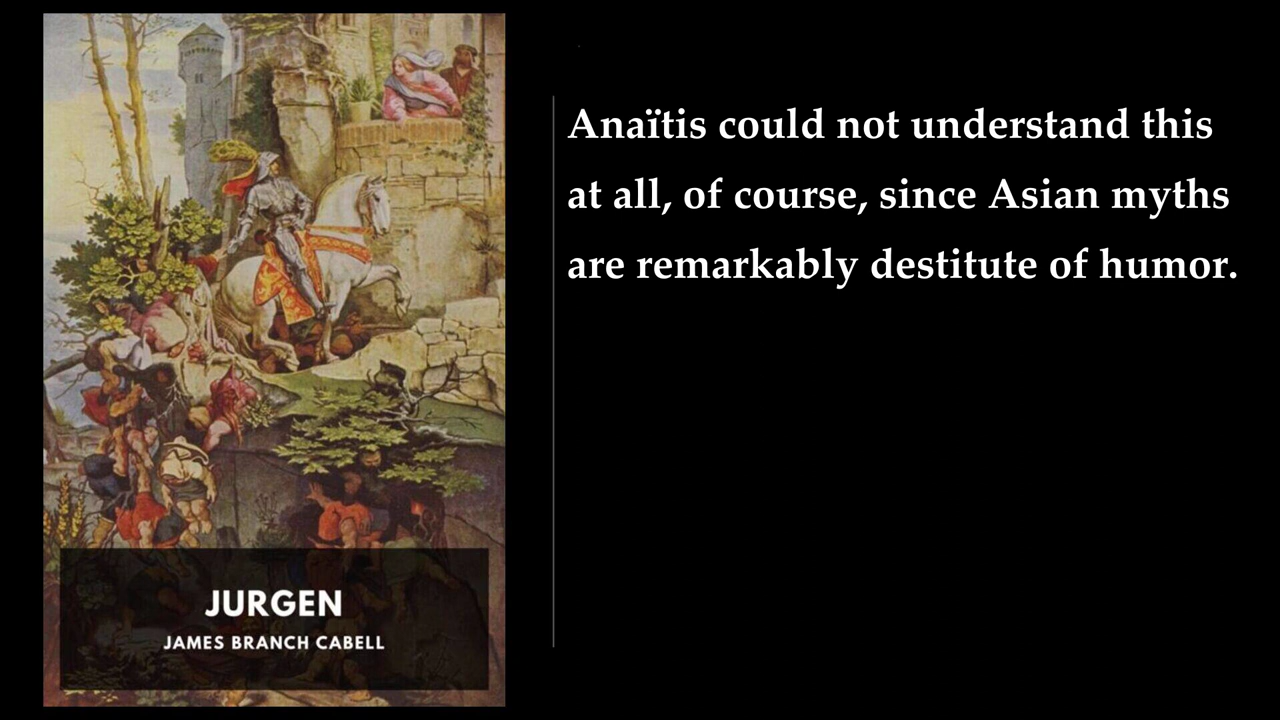 Anaïtis could not understand this
at all, of course, since Asian myths
are remarkably destitute of humor.
JURGEN
JAMES BRANCH CABELL